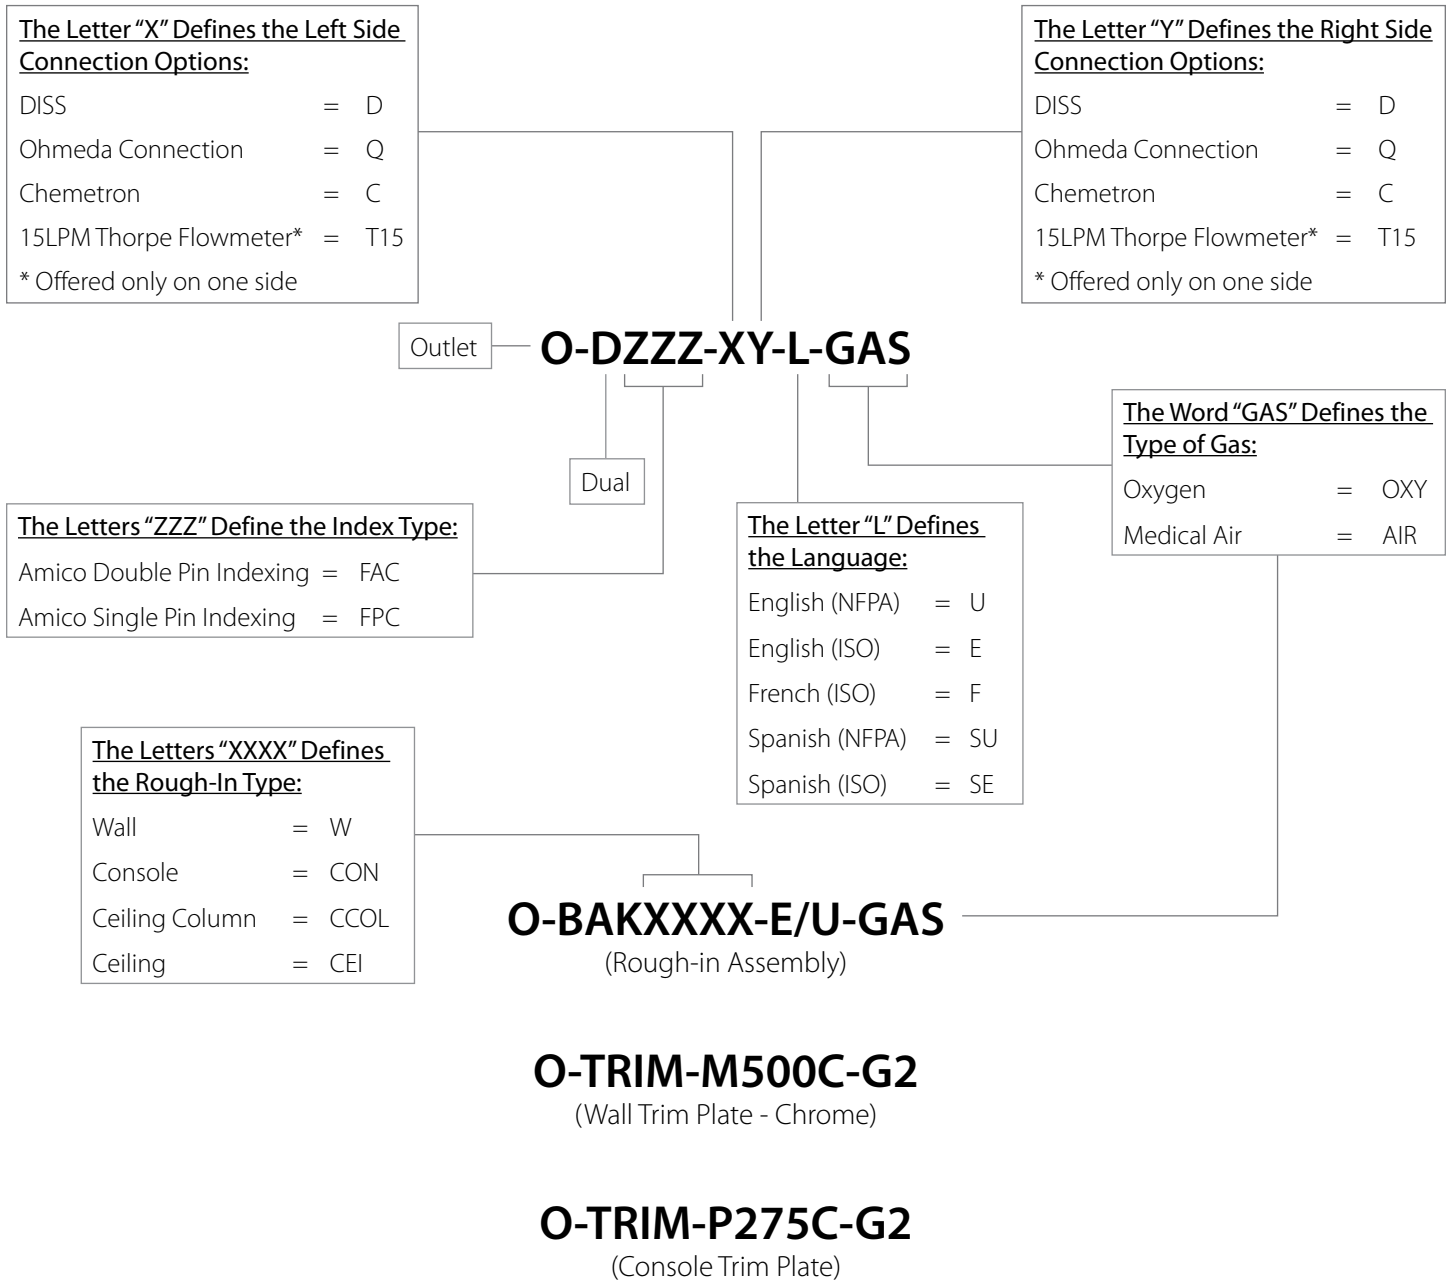 The Letter “X” Defines the Left Side
Connection Options:
DISS = D
Ohmeda Connection = Q
Chemetron = C
15LPM Thorpe Flowmeter* = T15
* Offered only on one side
The Letter “Y” Defines the Right Side
Connection Options:
DISS = D
Ohmeda Connection = Q
Chemetron = C
15LPM Thorpe Flowmeter* = T15
* Offered only on one side
Outlet
O-DZZZ-XY-L-GAS
Dual
The Word “GAS” Defines the
Type of Gas:
Oxygen = OXY
Medical Air = AIR
The Letters “ZZZ” Define the Index Type:
Amico Double Pin Indexing = FAC
Amico Single Pin Indexing = FPC
The Letter “L” Defines
the Language:
English (NFPA) = U
English (ISO) = E
French (ISO) = F
Spanish (NFPA) = SU
Spanish (ISO) = SE
The Letters “XXXX” Defines
the Rough-In Type:
Wall = W
Console = CON
Ceiling Column = CCOL
Ceiling = CEI
O-BAKXXXX-E/U-GAS
(Rough-in Assembly)
O-TRIM-M500C-G2
(Wall Trim Plate - Chrome)
O-TRIM-P275C-G2
(Console Trim Plate)